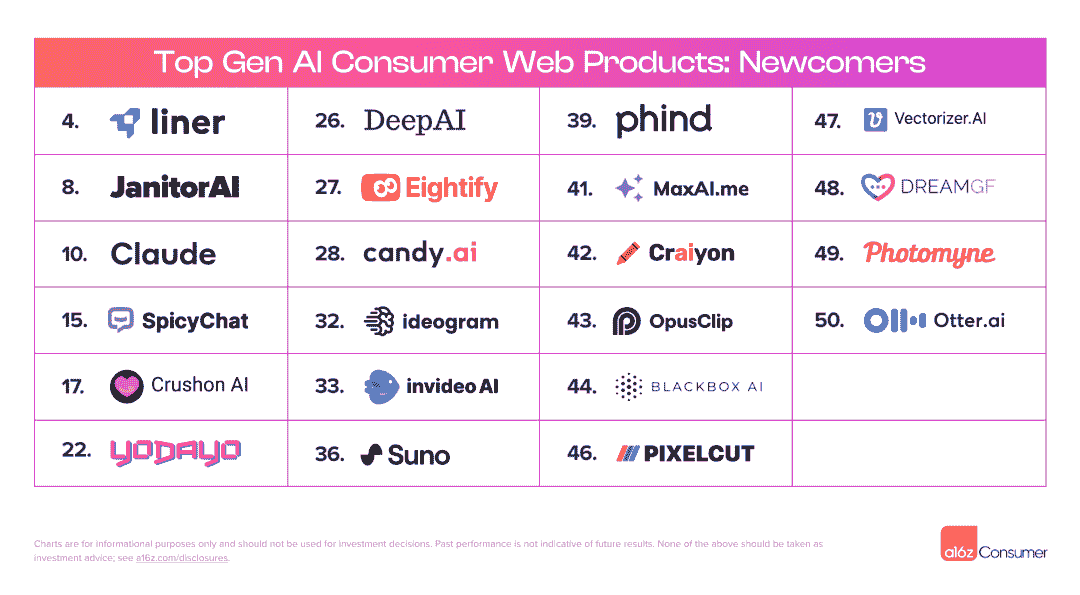 Top Gen AI Consumer Web Products: Newcomers
4. liner
8. JanitorAI
10. Claude
15. SpicyChat
17. Crushon AI
22. YODAYO
26. DeepAI
27. Eightify
28. candy.ai
32. ideogram
33. invideo AI
36. Suno
39. phind
41. MaxAI.me
42. Craiyon
43. OpusClip
44. BLACKBOX AI
46. PIXELCUT
47. Vectorizer.AI
48. DREAMGF
49. Photomyne
50. Otter.ai
Charts are for informational purposes only and should not be used for investment decisions. Past performance is not indicative of future results. None of the above should be taken as
investment advice; see a16z.com/disclosures.
a16z Consumer